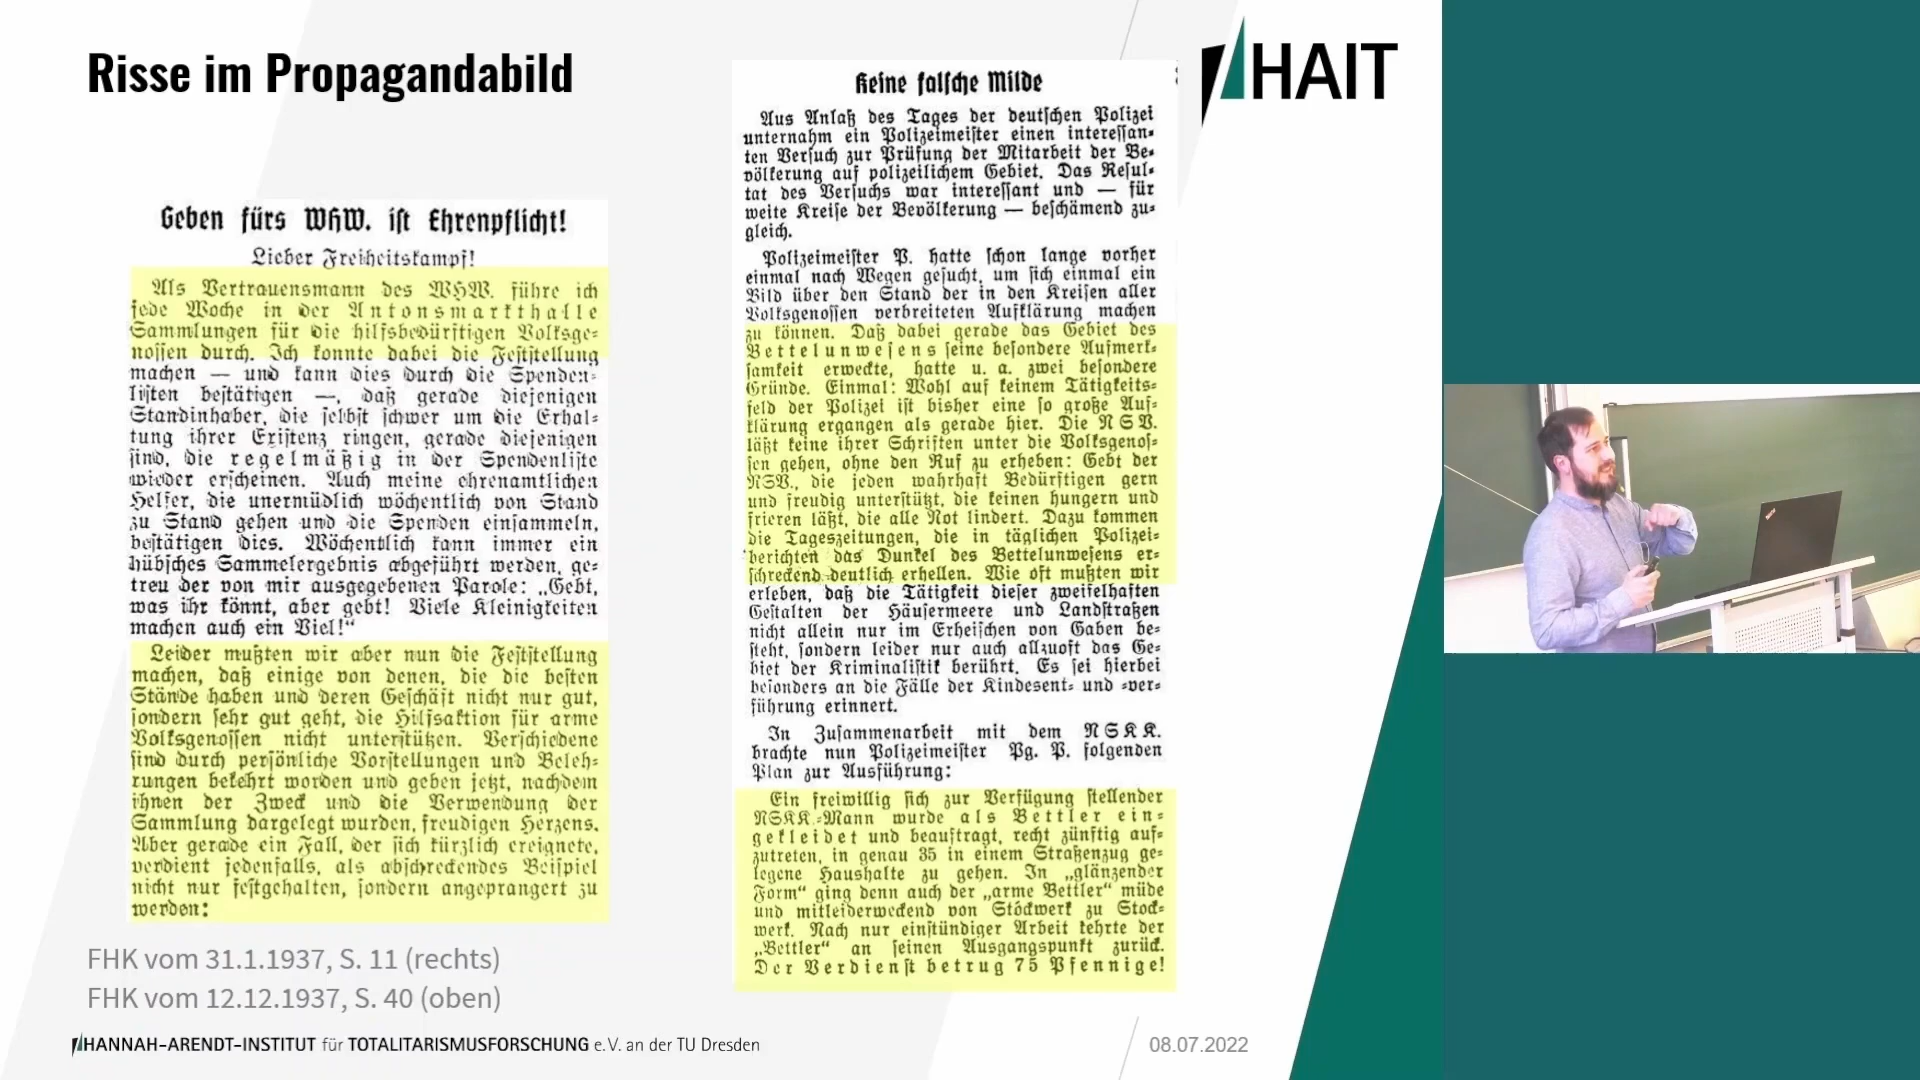 Risse im Propagandabild
HAIT
Geben fürs WHW. ist Ehrenpflicht!
Lieber Freiheitskampf!
Als Vertrauensmann des WHW. führe ich
jede Woche in der Antonsmarkthalle
Sammlungen für die hilfsbedürftigen Volksge-
nossen durch. Ich konnte dabei die Feststellung
machen — und kann dies durch die Spenden-
listen bestätigen —, daß gerade diejenigen
Standinhaber, die selbst schwer um die Erhal-
tung ihrer Existenz ringen, gerade diejenigen
sind, die regelmäßig in der Spendenliste
wieder erscheinen. Auch meine ehrenamtlichen
Helfer, die unermüdlich wöchentlich von Stand
zu Stand gehen und die Spenden einsammeln,
bestätigen dies. Wöchentlich kann immer ein
hübsches Sammelergebnis abgeführt werden, ge-
treu der von mir ausgegebenen Parole: „Gebt,
was ihr könnt, aber gebt! Viele Kleinigkeiten
machen auch ein Viel!“
Leider mußten wir aber nun die Feststellung
machen, daß einige von denen, die die besten
Stände haben und deren Geschäft nicht nur gut,
sondern sehr gut geht, die Hilfsaktion für arme
Volksgenossen nicht unterstützen. Verschiedene
sind durch persönliche Vorstellungen und Beleh-
rungen bekehrt worden und geben jetzt, nachdem
ihnen der Zweck und die Verwendung der
Sammlung dargelegt wurden, freudigen Herzens.
Aber gerade ein Fall, der sich kürzlich ereignete,
verdient jedenfalls, als abschreckendes Beispiel
nicht nur festgehalten, sondern angeprangert zu
werden:
Keine falsche Milde
Aus Anlaß des Tages der deutschen Polizei
unternahm ein Polizeimeister einen interessan-
ten Versuch zur Prüfung der Mitarbeit der Be-
völkerung auf polizeilichem Gebiet. Das Resul-
tat des Versuchs war interessant und — für
weite Kreise der Bevölkerung — beschämend zu-
gleich.
Polizeimeister P. hatte schon lange vorher
einmal nach Wegen gesucht, um sich einmal ein
Bild über den Stand der in den Kreisen aller
Volksgenossen verbreiteten Aufklärung machen
zu können. Daß dabei gerade das Gebiet des
Bettelunwesens seine besondere Aufmerk-
samkeit erweckte, hatte u. a. zwei besondere
Gründe. Einmal: Wohl auf keinem Tätigkeits-
feld der Polizei ist bisher eine so große Auf-
klärung ergangen als gerade hier. Die NSV.
läßt keine ihrer Schriften unter die Volksgenos-
sen gehen, ohne den Ruf zu erheben: Gebt der
NSV., die jeden wahrhaft Bedürftigen gern
und freudig unterstützt, die keinen hungern und
frieren läßt, die alle Not lindert. Dazu kommen
die Tageszeitungen, die in täglichen Polizei-
berichten das Dunkel des Bettelunwesens er-
schreckend deutlich erhellen. Wie oft mußten wir
erleben, daß die Tätigkeit dieser zweifelhaften
Gestalten der Häusermeere und Landstraßen
nicht allein nur im Erheischen von Gaben be-
steht, sondern leider nur auch allzuoft das Ge-
biet der Kriminalistik berührt. Es sei hierbei
besonders an die Fälle der Kindesent- und -ver-
führung erinnert.
In Zusammenarbeit mit dem NSKK.
brachte nun Polizeimeister Pg. P. folgenden
Plan zur Ausführung:
Ein freiwillig sich zur Verfügung stellender
NSKK.-Mann wurde als Bettler ein-
gekleidet und beauftragt, recht zünftig auf-
zutreten, in genau 35 in einem Straßenzug ge-
legene Haushalte zu gehen. In „glänzender
Form“ ging denn auch der „arme Bettler“ müde
und mitleiderweckend von Stockwerk zu Stock-
werk. Nach nur einstündiger Arbeit kehrte der
„Bettler“ an seinen Ausgangspunkt zurück.
Der Verdienst betrug 75 Pfennige!
FHK vom 31.1.1937, S. 11 (rechts)
FHK vom 12.12.1937, S. 40 (oben)
HANNAH-ARENDT-INSTITUT für TOTALITARISMUSFORSCHUNG e.V. an der TU Dresden
08.07.2022